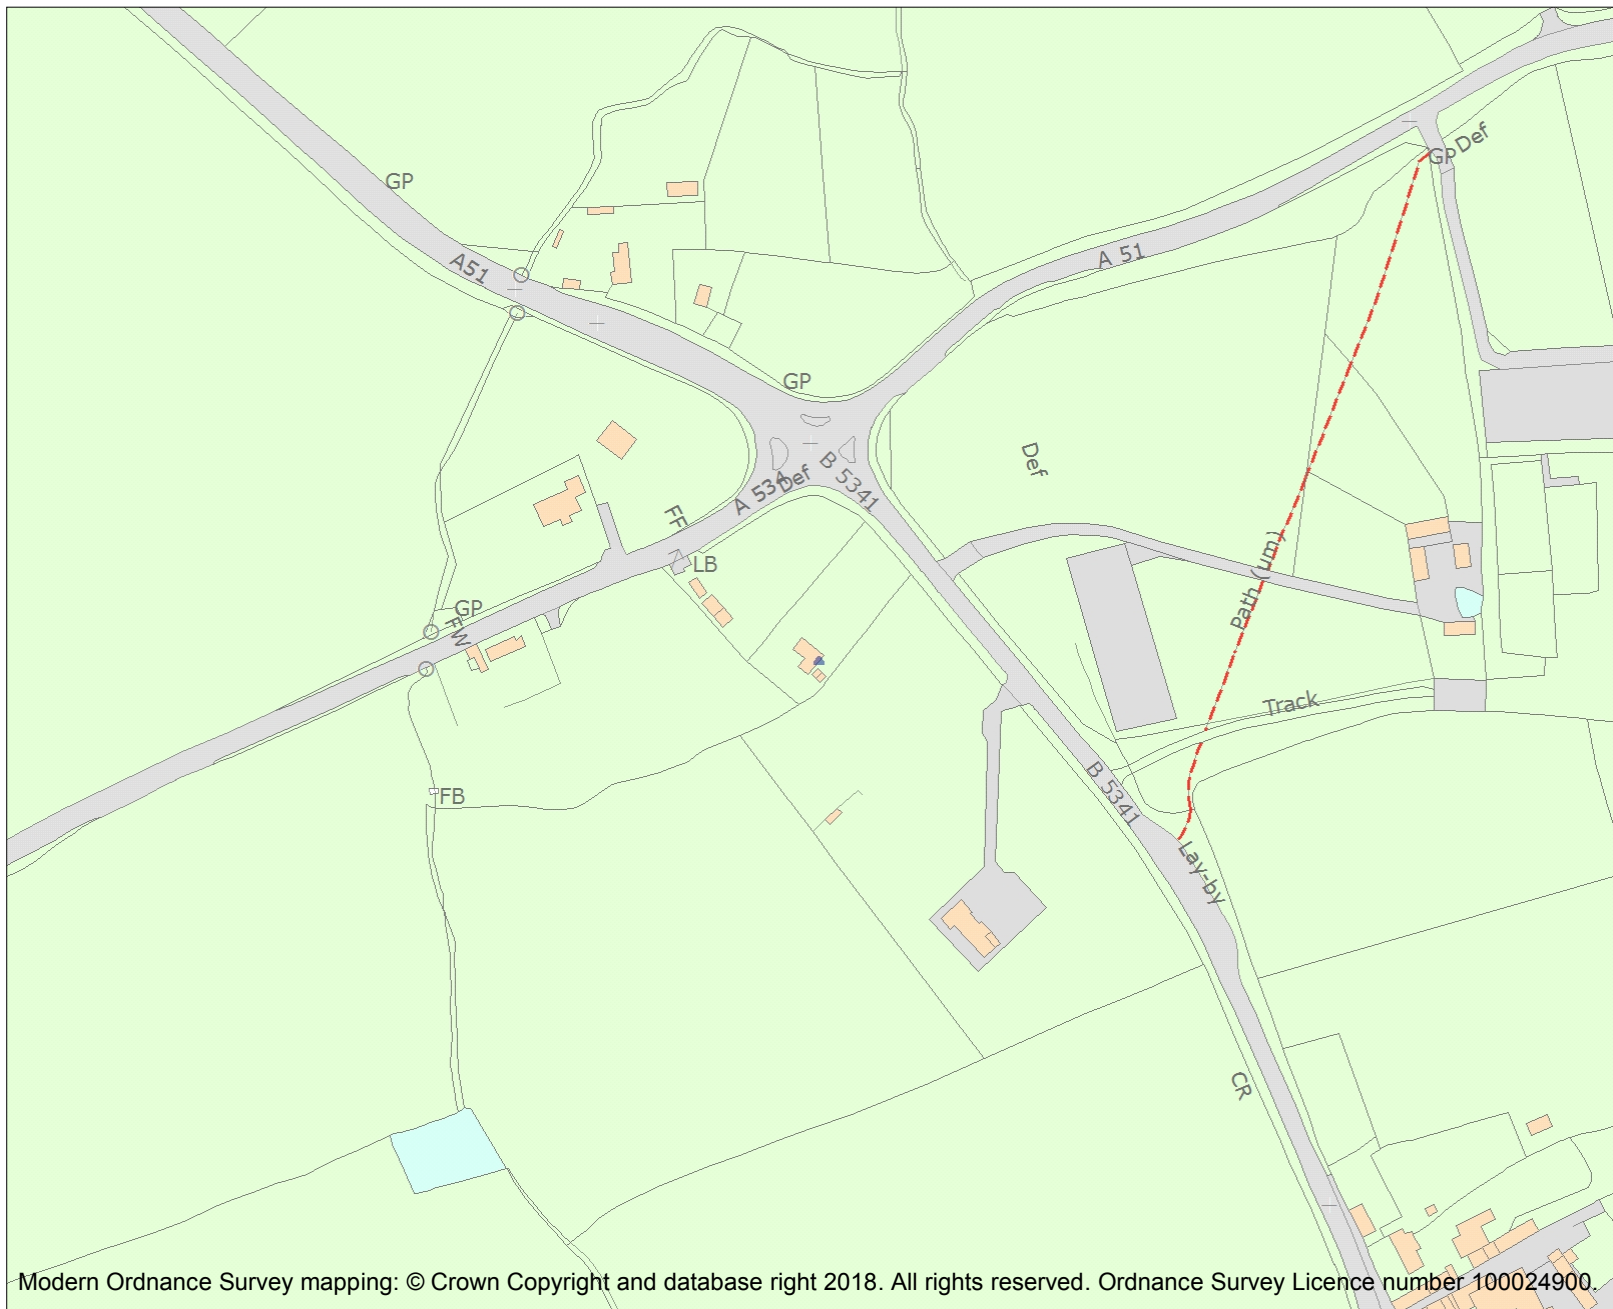 GP Def
GP
A 51
A51
GP
Def
B 5341
A 534
Def
FF
LB
Path (um)
GP
FW
Track
B 5341
FB
Lay-by
CR
Modern Ordnance Survey mapping: © Crown Copyright and database right 2018. All rights reserved. Ordnance Survey Licence number 100024900.